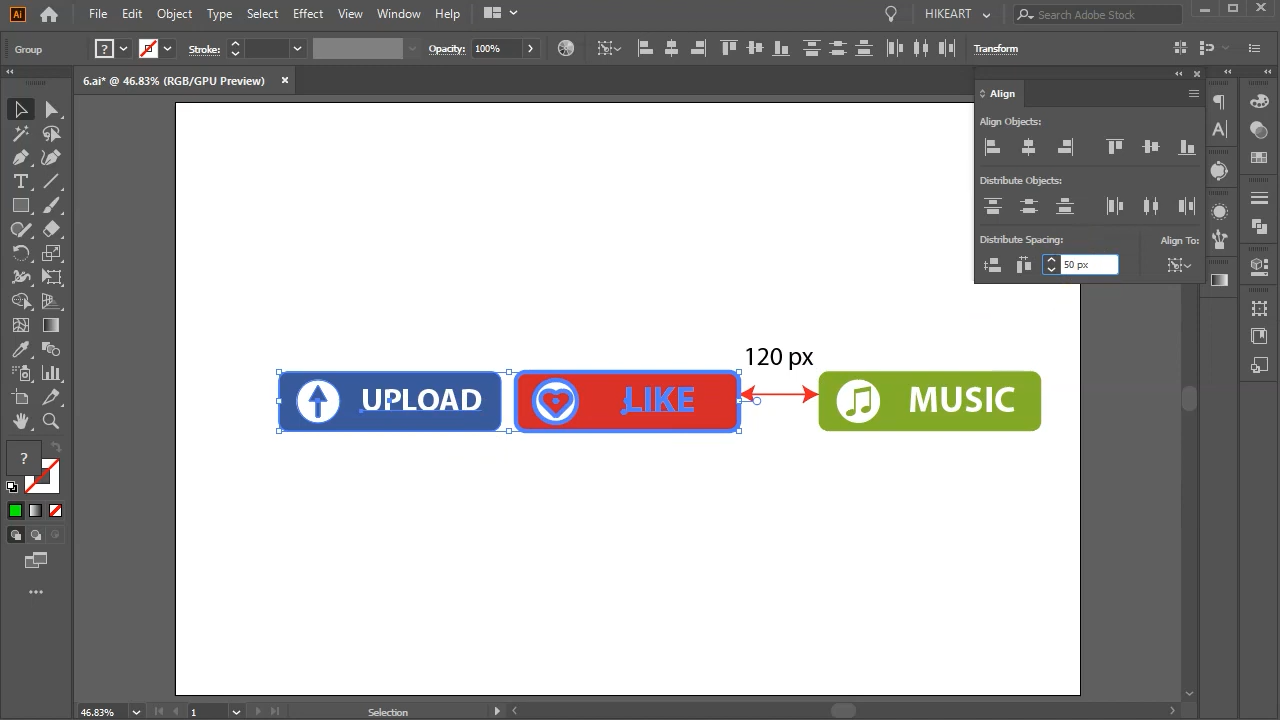 Ai File Edit Object Type Select Effect View Window Help HIKEART Search Adobe Stock
Group ? Stroke: Opacity: 100% Transform
6.ai* @ 46.83% (RGB/GPU Preview)
Align
Align Objects:
Distribute Objects:
Distribute Spacing: Align To:
50 px
120 px
UPLOAD LIKE MUSIC
?
46.83% 1 Selection